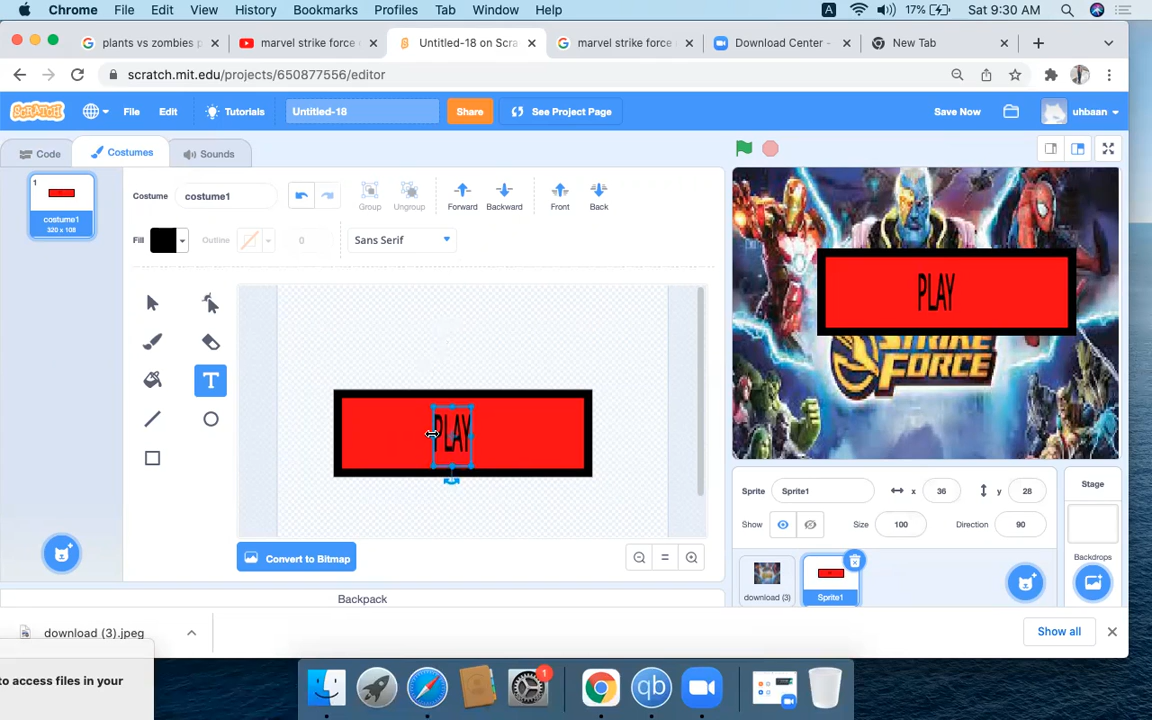 Chrome File Edit View History Bookmarks Profiles Tab Window Help A 17% Sat 9:30 AM
plants vs zombies p marvel strike force Untitled-18 on Scra marvel strike force Download Center - New Tab
scratch.mit.edu/projects/650877556/editor
SCRATCH File Edit Tutorials Untitled-18 Share See Project Page Save Now uhbaan
Code Costumes Sounds
1 Costume costume1 Group Ungroup Forward Backward Front Back
costume1
320 x 108
Fill Outline 0 Sans Serif
T
PLAY
PLAY
STRIKE
FORCE
Convert to Bitmap
Sprite Sprite1 x 36 y 28
Show Size 100 Direction 90
Stage
Backdrops
download (3) Sprite1
Backpack
download (3).jpeg Show all
to access files in your
1
qb